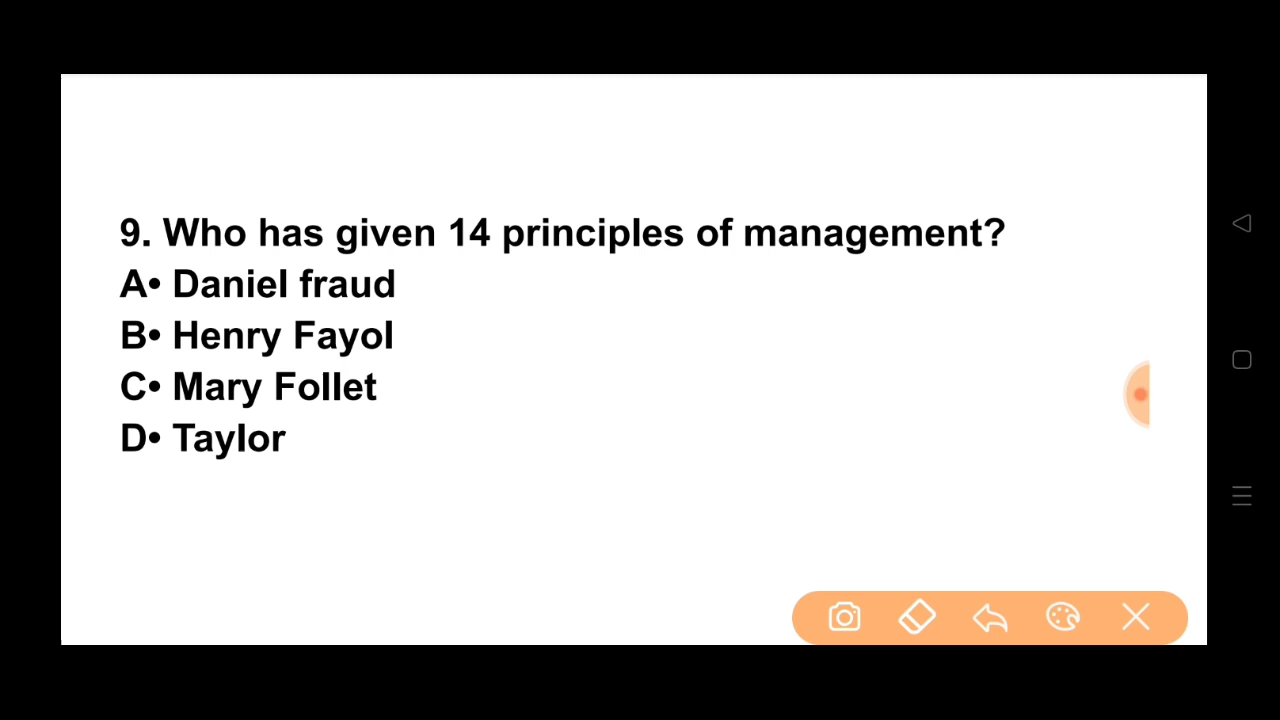 9. Who has given 14 principles of management?
A• Daniel fraud
B• Henry Fayol
C• Mary Follet
D• Taylor